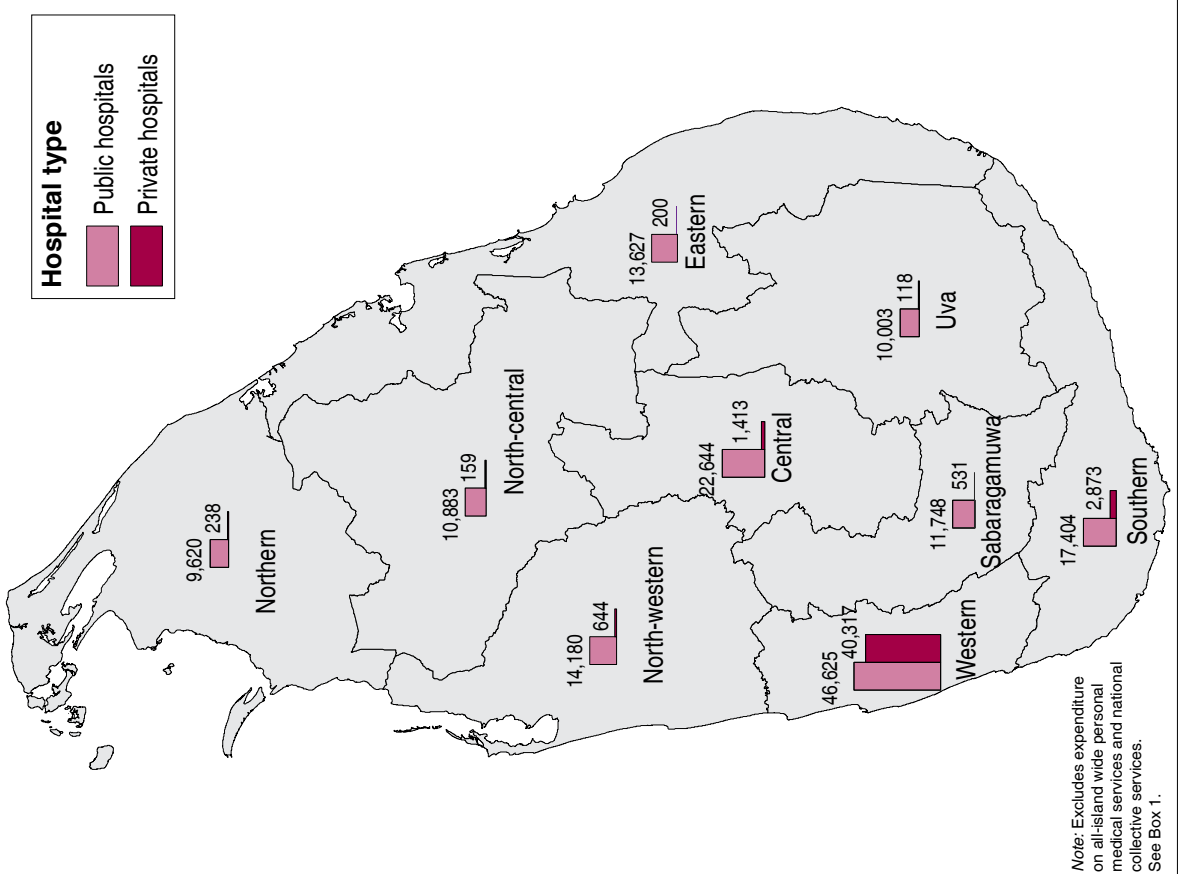 Hospital type
Public hospitals
Private hospitals
9,620 238
Northern
10,883 159
North-central
13,627 200
Eastern
14,180 644
North-western
22,644 1,413
Central
10,003 118
Uva
46,625 40,317
Western
11,748 531
Sabaragamuwa
17,404 2,873
Southern
Note: Excludes expenditure
on all-island wide personal
medical services and national
collective services.
See Box 1.